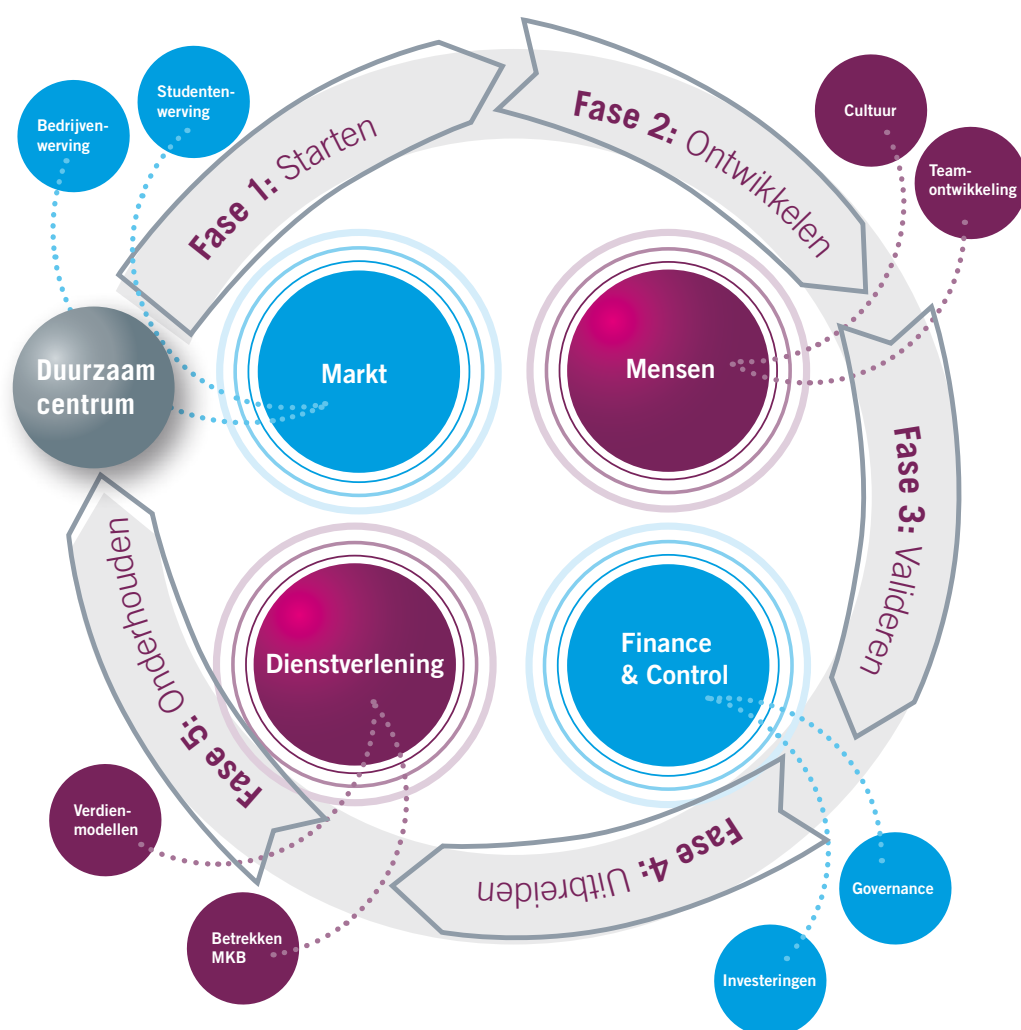 Studenten-
werving
Bedrijven-
werving
Fase 1: Starten
Fase 2: Ontwikkelen
Cultuur
Team-
ontwikkeling
Duurzaam
centrum
Markt
Mensen
Fase 3: Valideren
Dienstverlening
Finance
& Control
Fase 5: Onderhouden
Fase 4: Uitbreiden
Verdien-
modellen
Governance
Betrekken
MKB
Investeringen